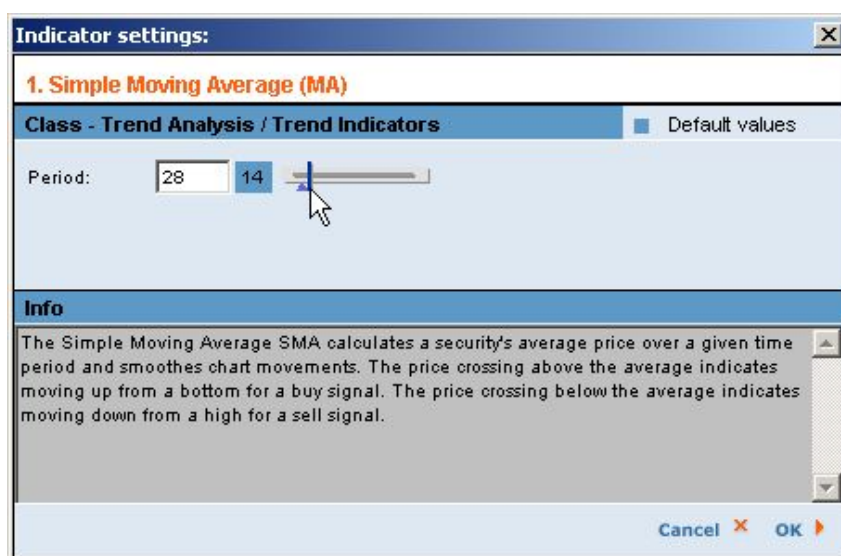 Indicator settings:
1. Simple Moving Average (MA)
Class - Trend Analysis / Trend Indicators Default values
Period: 28 14
Info
The Simple Moving Average SMA calculates a security's average price over a given time
period and smoothes chart movements. The price crossing above the average indicates
moving up from a bottom for a buy signal. The price crossing below the average indicates
moving down from a high for a sell signal.
Cancel OK